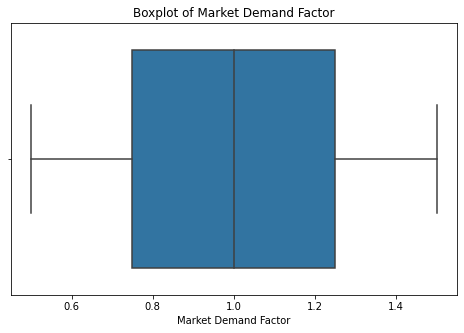 Boxplot of Market Demand Factor
0.6 0.8 1.0 1.2 1.4
Market Demand Factor